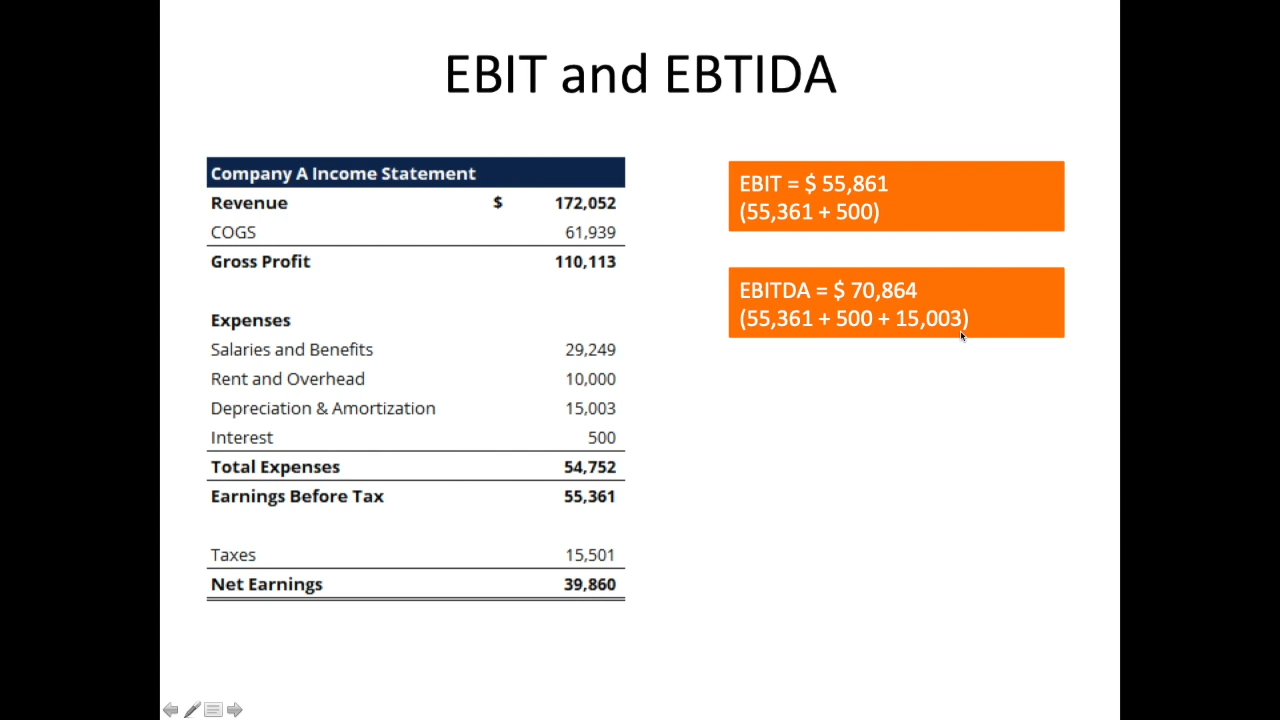 EBIT and EBTIDA
Company A Income Statement
Revenue $ 172,052
COGS 61,939
Gross Profit 110,113
Expenses
Salaries and Benefits 29,249
Rent and Overhead 10,000
Depreciation & Amortization 15,003
Interest 500
Total Expenses 54,752
Earnings Before Tax 55,361
Taxes 15,501
Net Earnings 39,860
EBIT = $ 55,861
(55,361 + 500)
EBITDA = $ 70,864
(55,361 + 500 + 15,003)